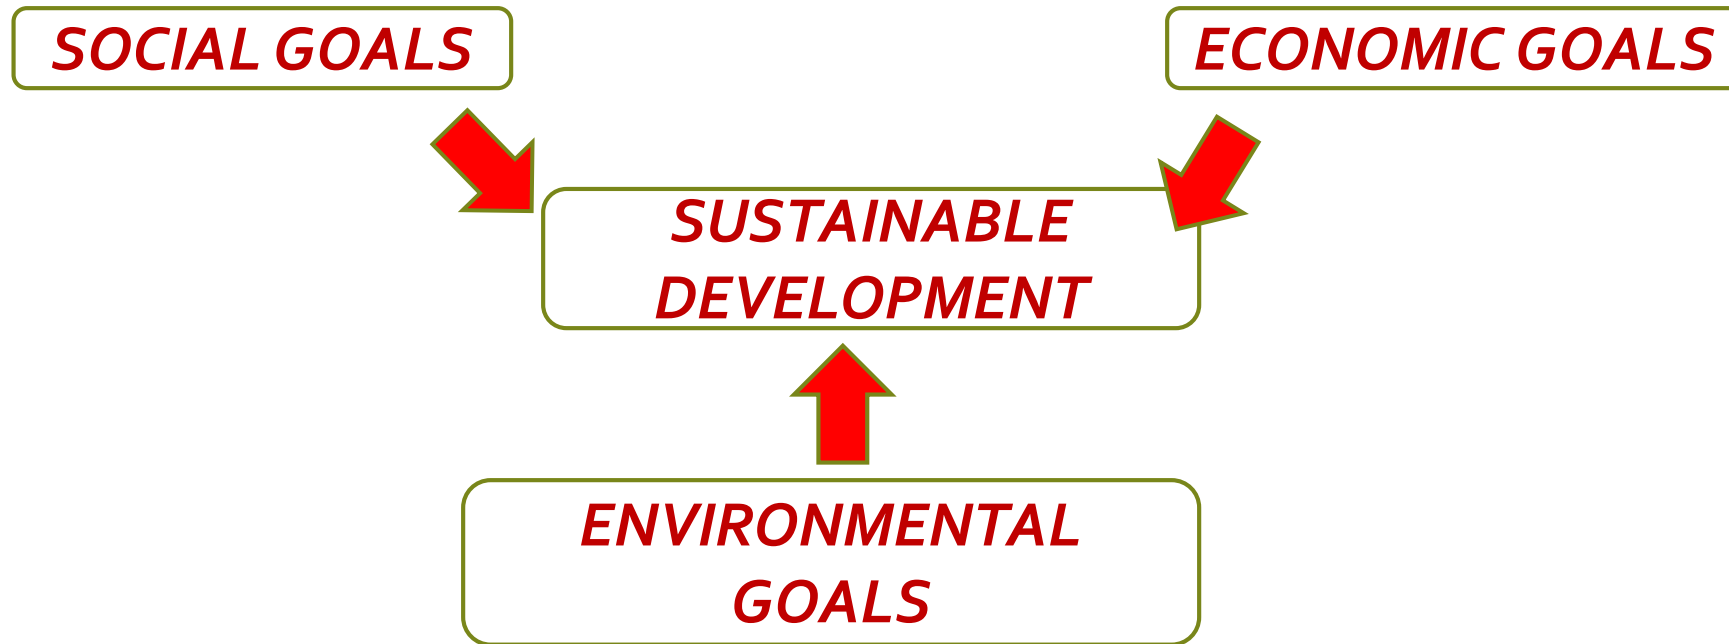 SOCIAL GOALS
ECONOMIC GOALS
SUSTAINABLE
DEVELOPMENT
ENVIRONMENTAL
GOALS